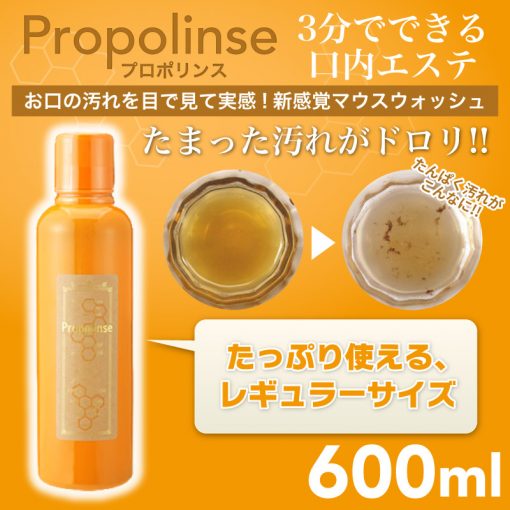 Propolinse
プロポリンス
3分でできる
口内エステ
お口の汚れを目で見て実感！新感覚マウスウォッシュ
たまった汚れがドロリ!!
たんぱく汚れが
こんなに!!
Propolinse
たっぷり使える、
レギュラーサイズ
600ml